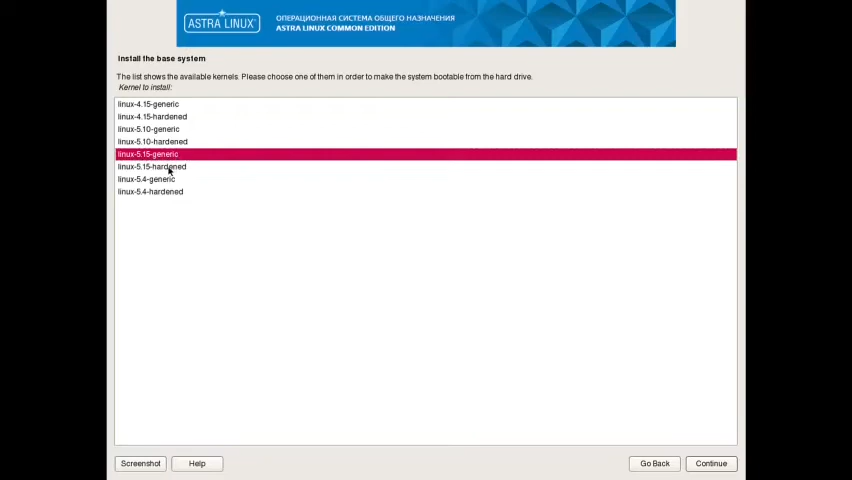 ASTRA LINUX
ОПЕРАЦИОННАЯ СИСТЕМА ОБЩЕГО НАЗНАЧЕНИЯ
ASTRA LINUX COMMON EDITION
Install the base system
The list shows the available kernels. Please choose one of them in order to make the system bootable from the hard drive.
Kernel to install:
linux-4.15-generic
linux-4.15-hardened
linux-5.10-generic
linux-5.10-hardened
linux-5.15-generic
linux-5.15-hardened
linux-5.4-generic
linux-5.4-hardened
Screenshot Help Go Back Continue